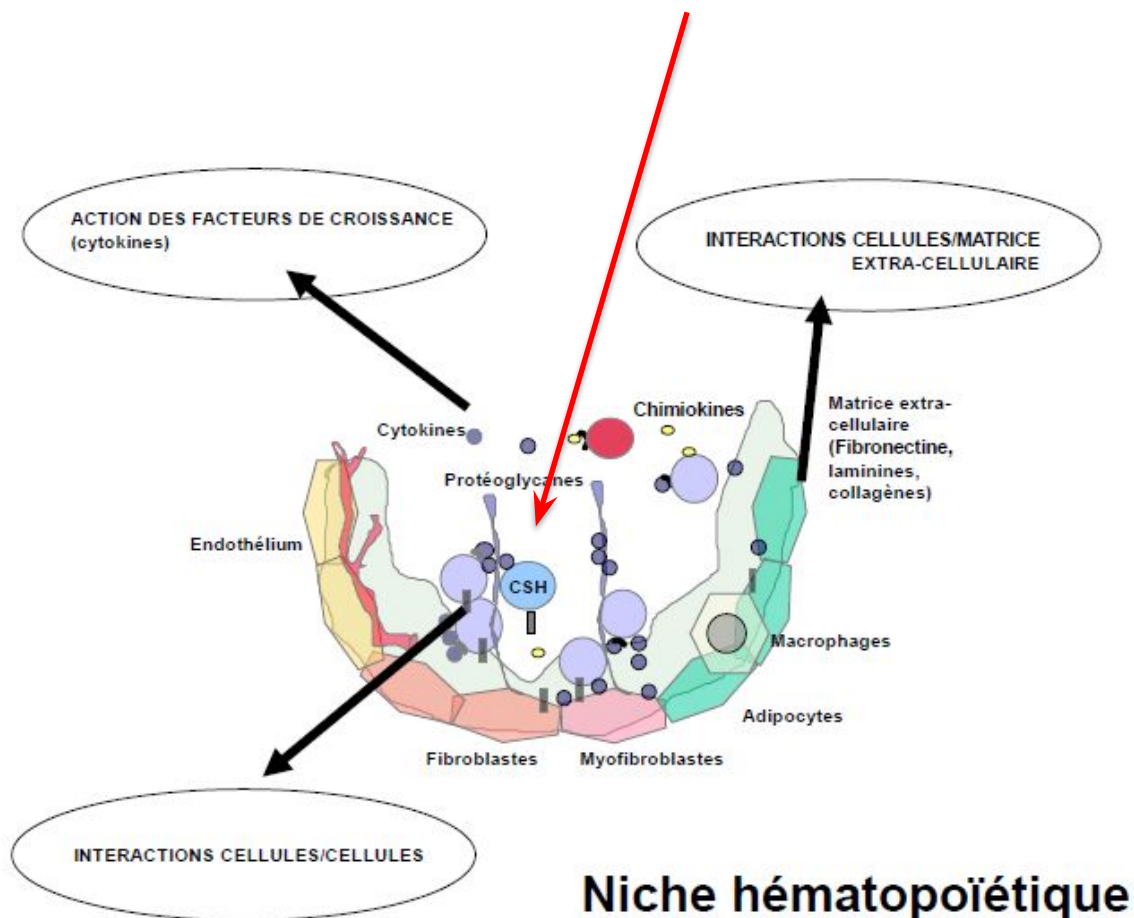 ACTION DES FACTEURS DE CROISSANCE
(cytokines)
INTERACTIONS CELLULES/MATRICE
EXTRA-CELLULAIRE
Cytokines
Chimiokines
Matrice extra-
cellulaire
(Fibronectine,
laminines,
collagènes)
Protéoglycanes
Endothélium
CSH
Macrophages
Adipocytes
Fibroblastes
Myofibroblastes
INTERACTIONS CELLULES/CELLULES
Niche hématopoïétique